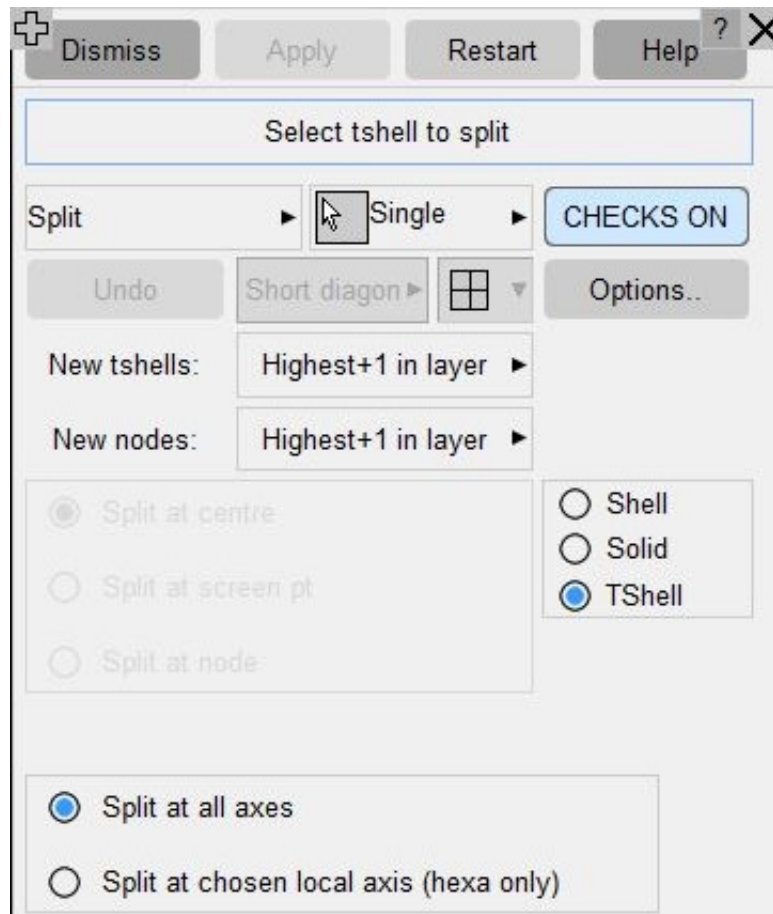 Dismiss Apply Restart Help ?
Select tshell to split
Split Single CHECKS ON
Undo Short diagon Options..
New tshells: Highest+1 in layer
New nodes: Highest+1 in layer
Split at centre
Split at screen pt
Split at node
Shell
Solid
TShell
Split at all axes
Split at chosen local axis (hexa only)